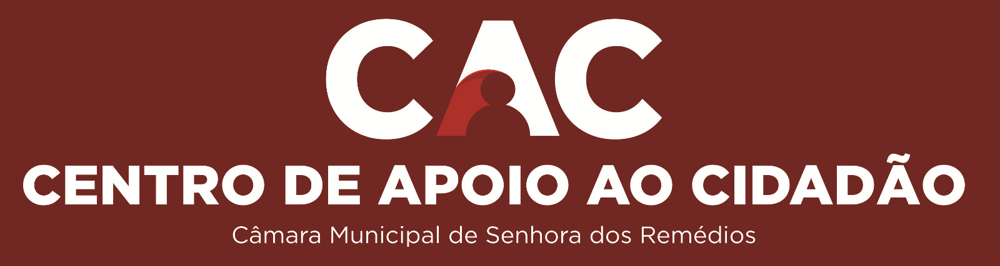 CAC
CENTRO DE APOIO AO CIDADÃO
Câmara Municipal de Senhora dos Remédios